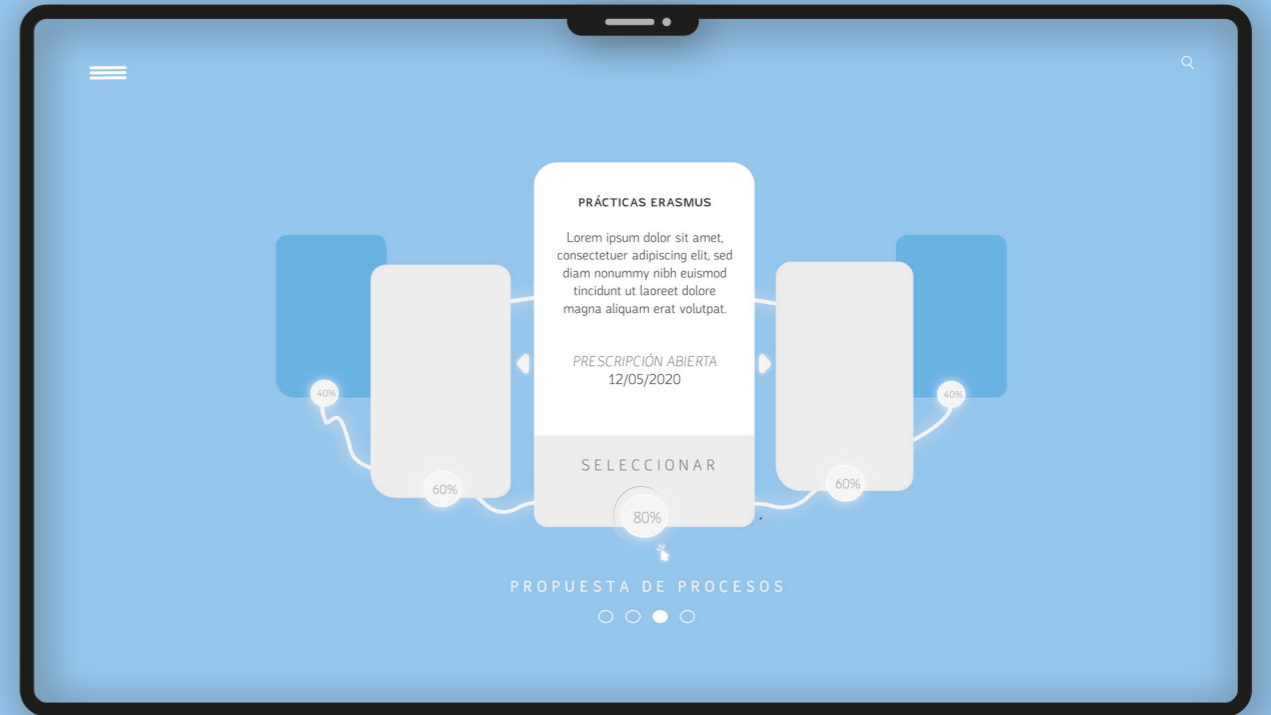 PRÁCTICAS ERASMUS
Lorem ipsum dolor sit amet,
consectetuer adipiscing elit, sed
diam nonummy nibh euismod
tincidunt ut laoreet dolore
magna aliquam erat volutpat.
PRESCRIPCIÓN ABIERTA
12/05/2020
SELECCIONAR
40%
60%
80%
60%
40%
PROPUESTA DE PROCESOS